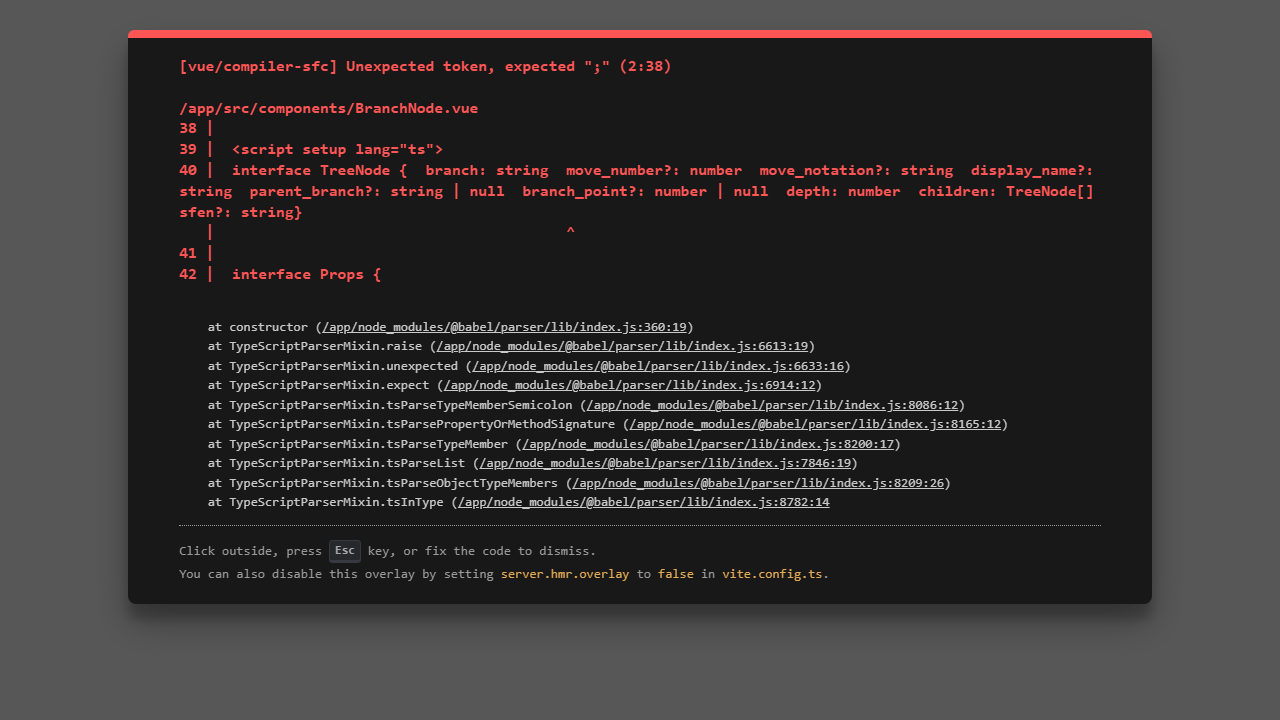 [vue/compiler-sfc] Unexpected token, expected ";" (2:38)
/app/src/components/BranchNode.vue
38 |
39 |  <script setup lang="ts">
40 |  interface TreeNode {  branch: string  move_number?: number  move_notation?: string  display_name?:
string  parent_branch?: string | null  branch_point?: number | null  depth: number  children: TreeNode[]
sfen?: string}
   |                                        ^
41 |
42 |  interface Props {
at constructor (/app/node_modules/@babel/parser/lib/index.js:360:19)
at TypeScriptParserMixin.raise (/app/node_modules/@babel/parser/lib/index.js:6613:19)
at TypeScriptParserMixin.unexpected (/app/node_modules/@babel/parser/lib/index.js:6633:16)
at TypeScriptParserMixin.expect (/app/node_modules/@babel/parser/lib/index.js:6914:12)
at TypeScriptParserMixin.tsParseTypeMemberSemicolon (/app/node_modules/@babel/parser/lib/index.js:8086:12)
at TypeScriptParserMixin.tsParsePropertyOrMethodSignature (/app/node_modules/@babel/parser/lib/index.js:8165:12)
at TypeScriptParserMixin.tsParseTypeMember (/app/node_modules/@babel/parser/lib/index.js:8200:17)
at TypeScriptParserMixin.tsParseList (/app/node_modules/@babel/parser/lib/index.js:7846:19)
at TypeScriptParserMixin.tsParseObjectTypeMembers (/app/node_modules/@babel/parser/lib/index.js:8209:26)
at TypeScriptParserMixin.tsInType (/app/node_modules/@babel/parser/lib/index.js:8782:14
Click outside, press Esc key, or fix the code to dismiss.
You can also disable this overlay by setting server.hmr.overlay to false in vite.config.ts.